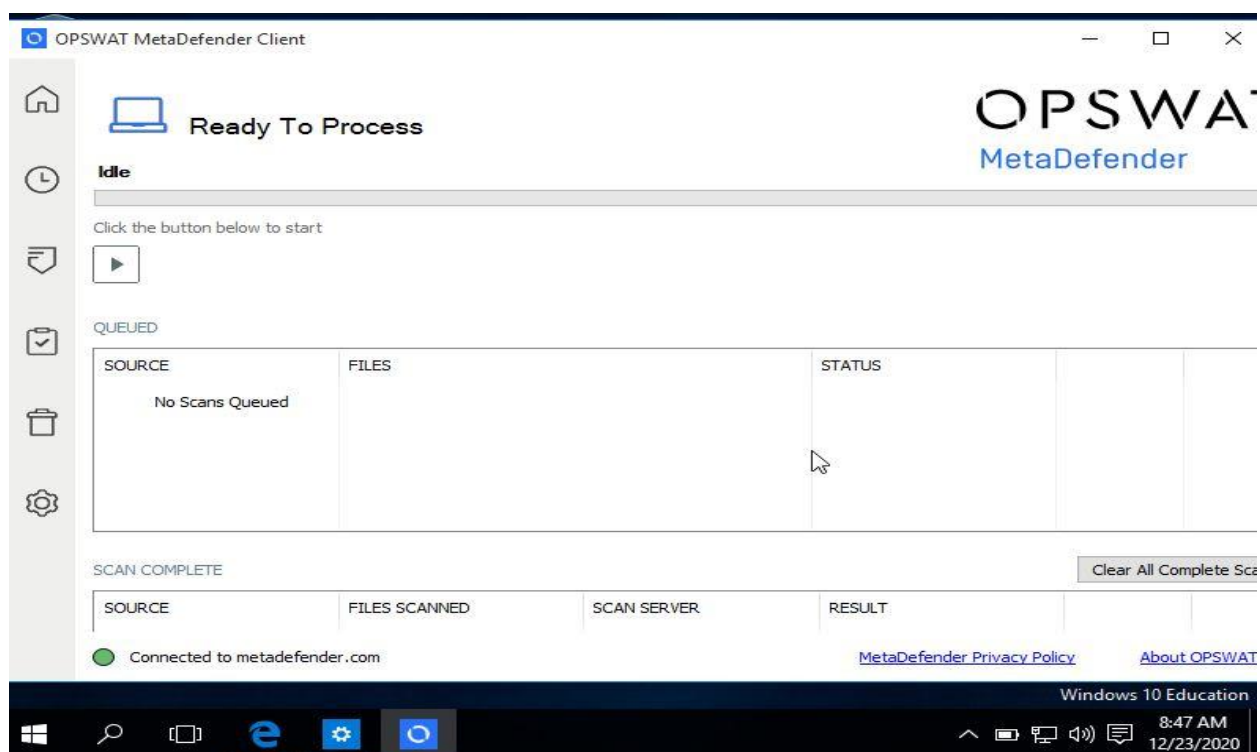 OPSWAT MetaDefender Client
Ready To Process
OPSWAT
MetaDefender
Idle
Click the button below to start
QUEUED
SOURCE FILES STATUS
No Scans Queued
SCAN COMPLETE
Clear All Complete Sca
SOURCE FILES SCANNED SCAN SERVER RESULT
Connected to metadefender.com
MetaDefender Privacy Policy
About OPSWAT
Windows 10 Education
8:47 AM
12/23/2020